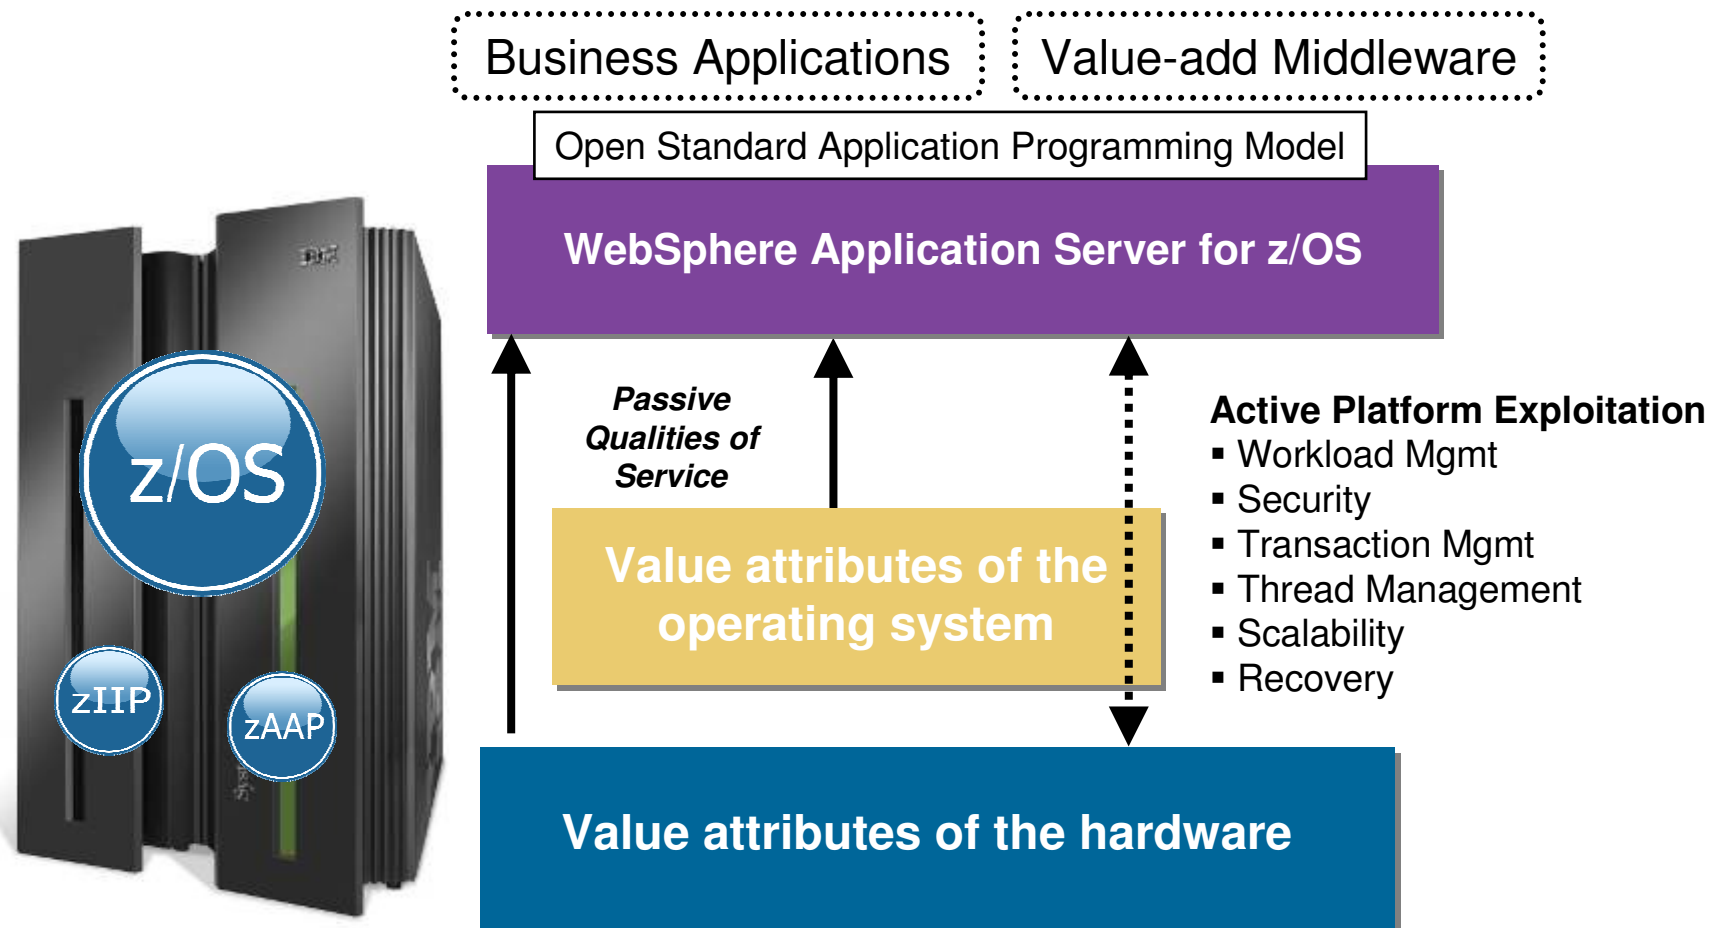 Business Applications
Value-add Middleware
Open Standard Application Programming Model
WebSphere Application Server for z/OS
IBM
z/OS
zIIP
zAAP
Passive
Qualities of
Service
Active Platform Exploitation
▪ Workload Mgmt
▪ Security
▪ Transaction Mgmt
▪ Thread Management
▪ Scalability
▪ Recovery
Value attributes of the
operating system
Value attributes of the hardware